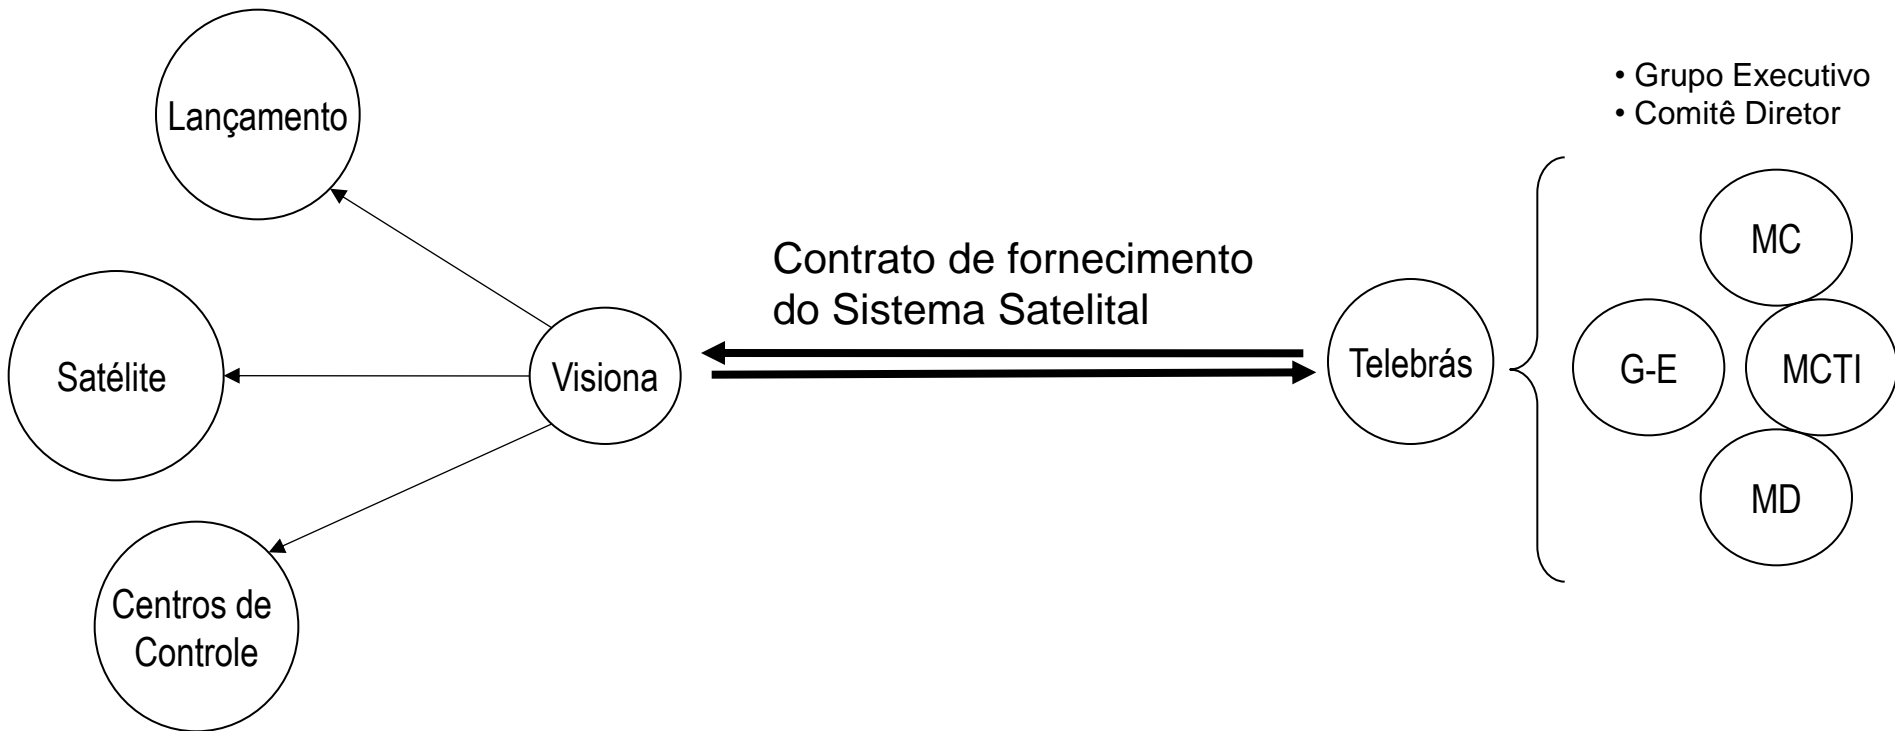 Lançamento
Satélite
Centros de
Controle
Visiona
Contrato de fornecimento
do Sistema Satelital
Telebrás
• Grupo Executivo
• Comitê Diretor
MC
G-E
MCTI
MD